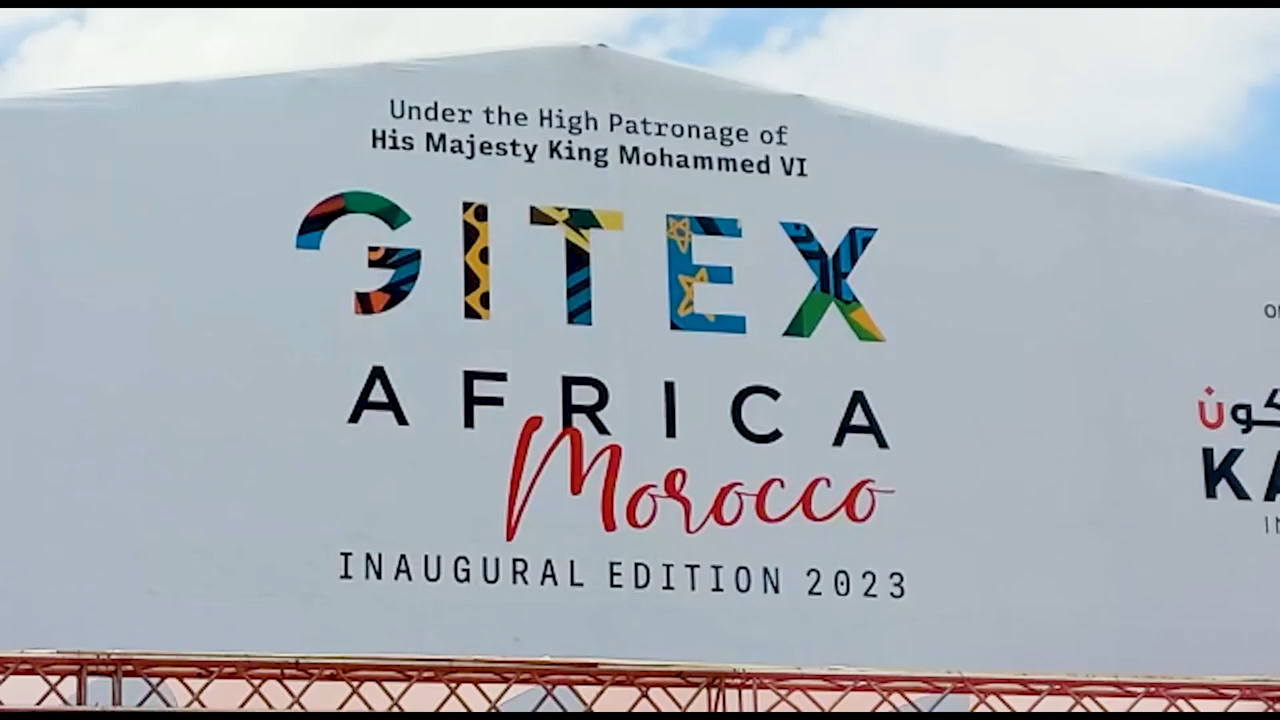 Under the High Patronage of
His Majesty King Mohammed VI
GITEX
AFRICA
Morocco
INAUGURAL EDITION 2023